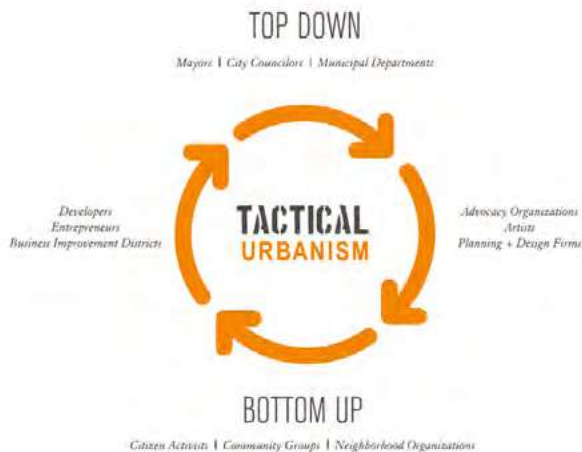 TOP DOWN
Mayors | City Councilors | Municipal Departments
Developers
Entrepreneurs
Business Improvement Districts
TACTICAL
URBANISM
Advocacy Organizations
Artists
Planning + Design Firms
BOTTOM UP
Citizen Activists | Community Groups | Neighborhood Organizations